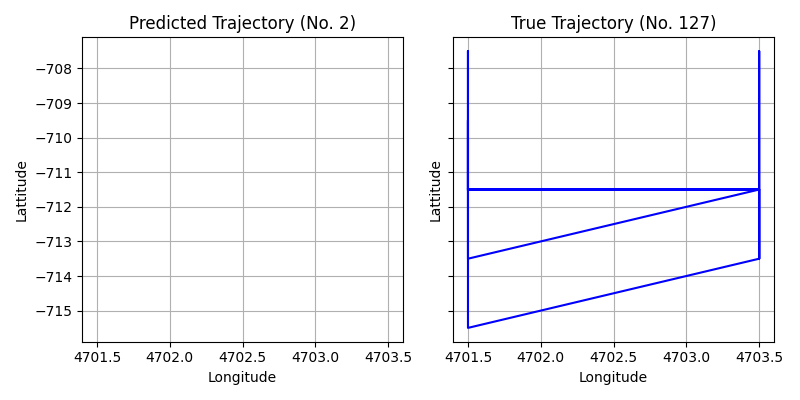 Predicted Trajectory (No. 2)
Lattitude
−708
−709
−710
−711
−712
−713
−714
−715
4701.5 4702.0 4702.5 4703.0 4703.5
Longitude
True Trajectory (No. 127)
Lattitude
4701.5 4702.0 4702.5 4703.0 4703.5
Longitude